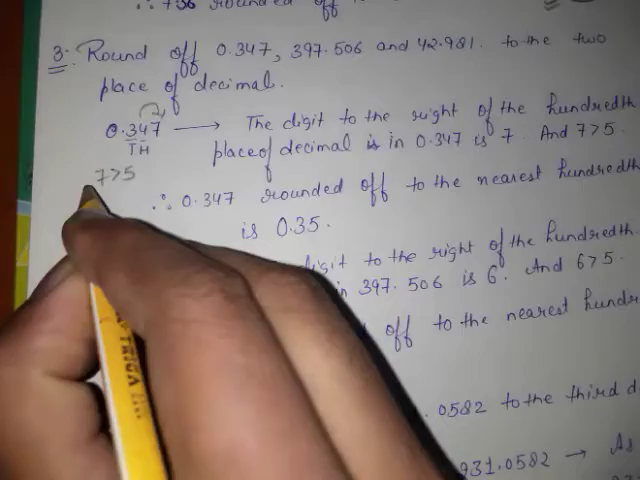 ∴ 756 rounded off
3. Round off 0.347, 397.506 and 42.981. to the two
place of decimal.
0.347 → The digit to the right of the hundredth
TH place of decimal is in 0.347 is 7. And 7>5.
7>5
∴ 0.347 rounded off to the nearest hundredth
is 0.35.
digit to the right of the hundredth.
in 397.506 is 6. And 6>5.
off to the nearest hundre
.0582 to the third d
931.0582 → As
TRICA